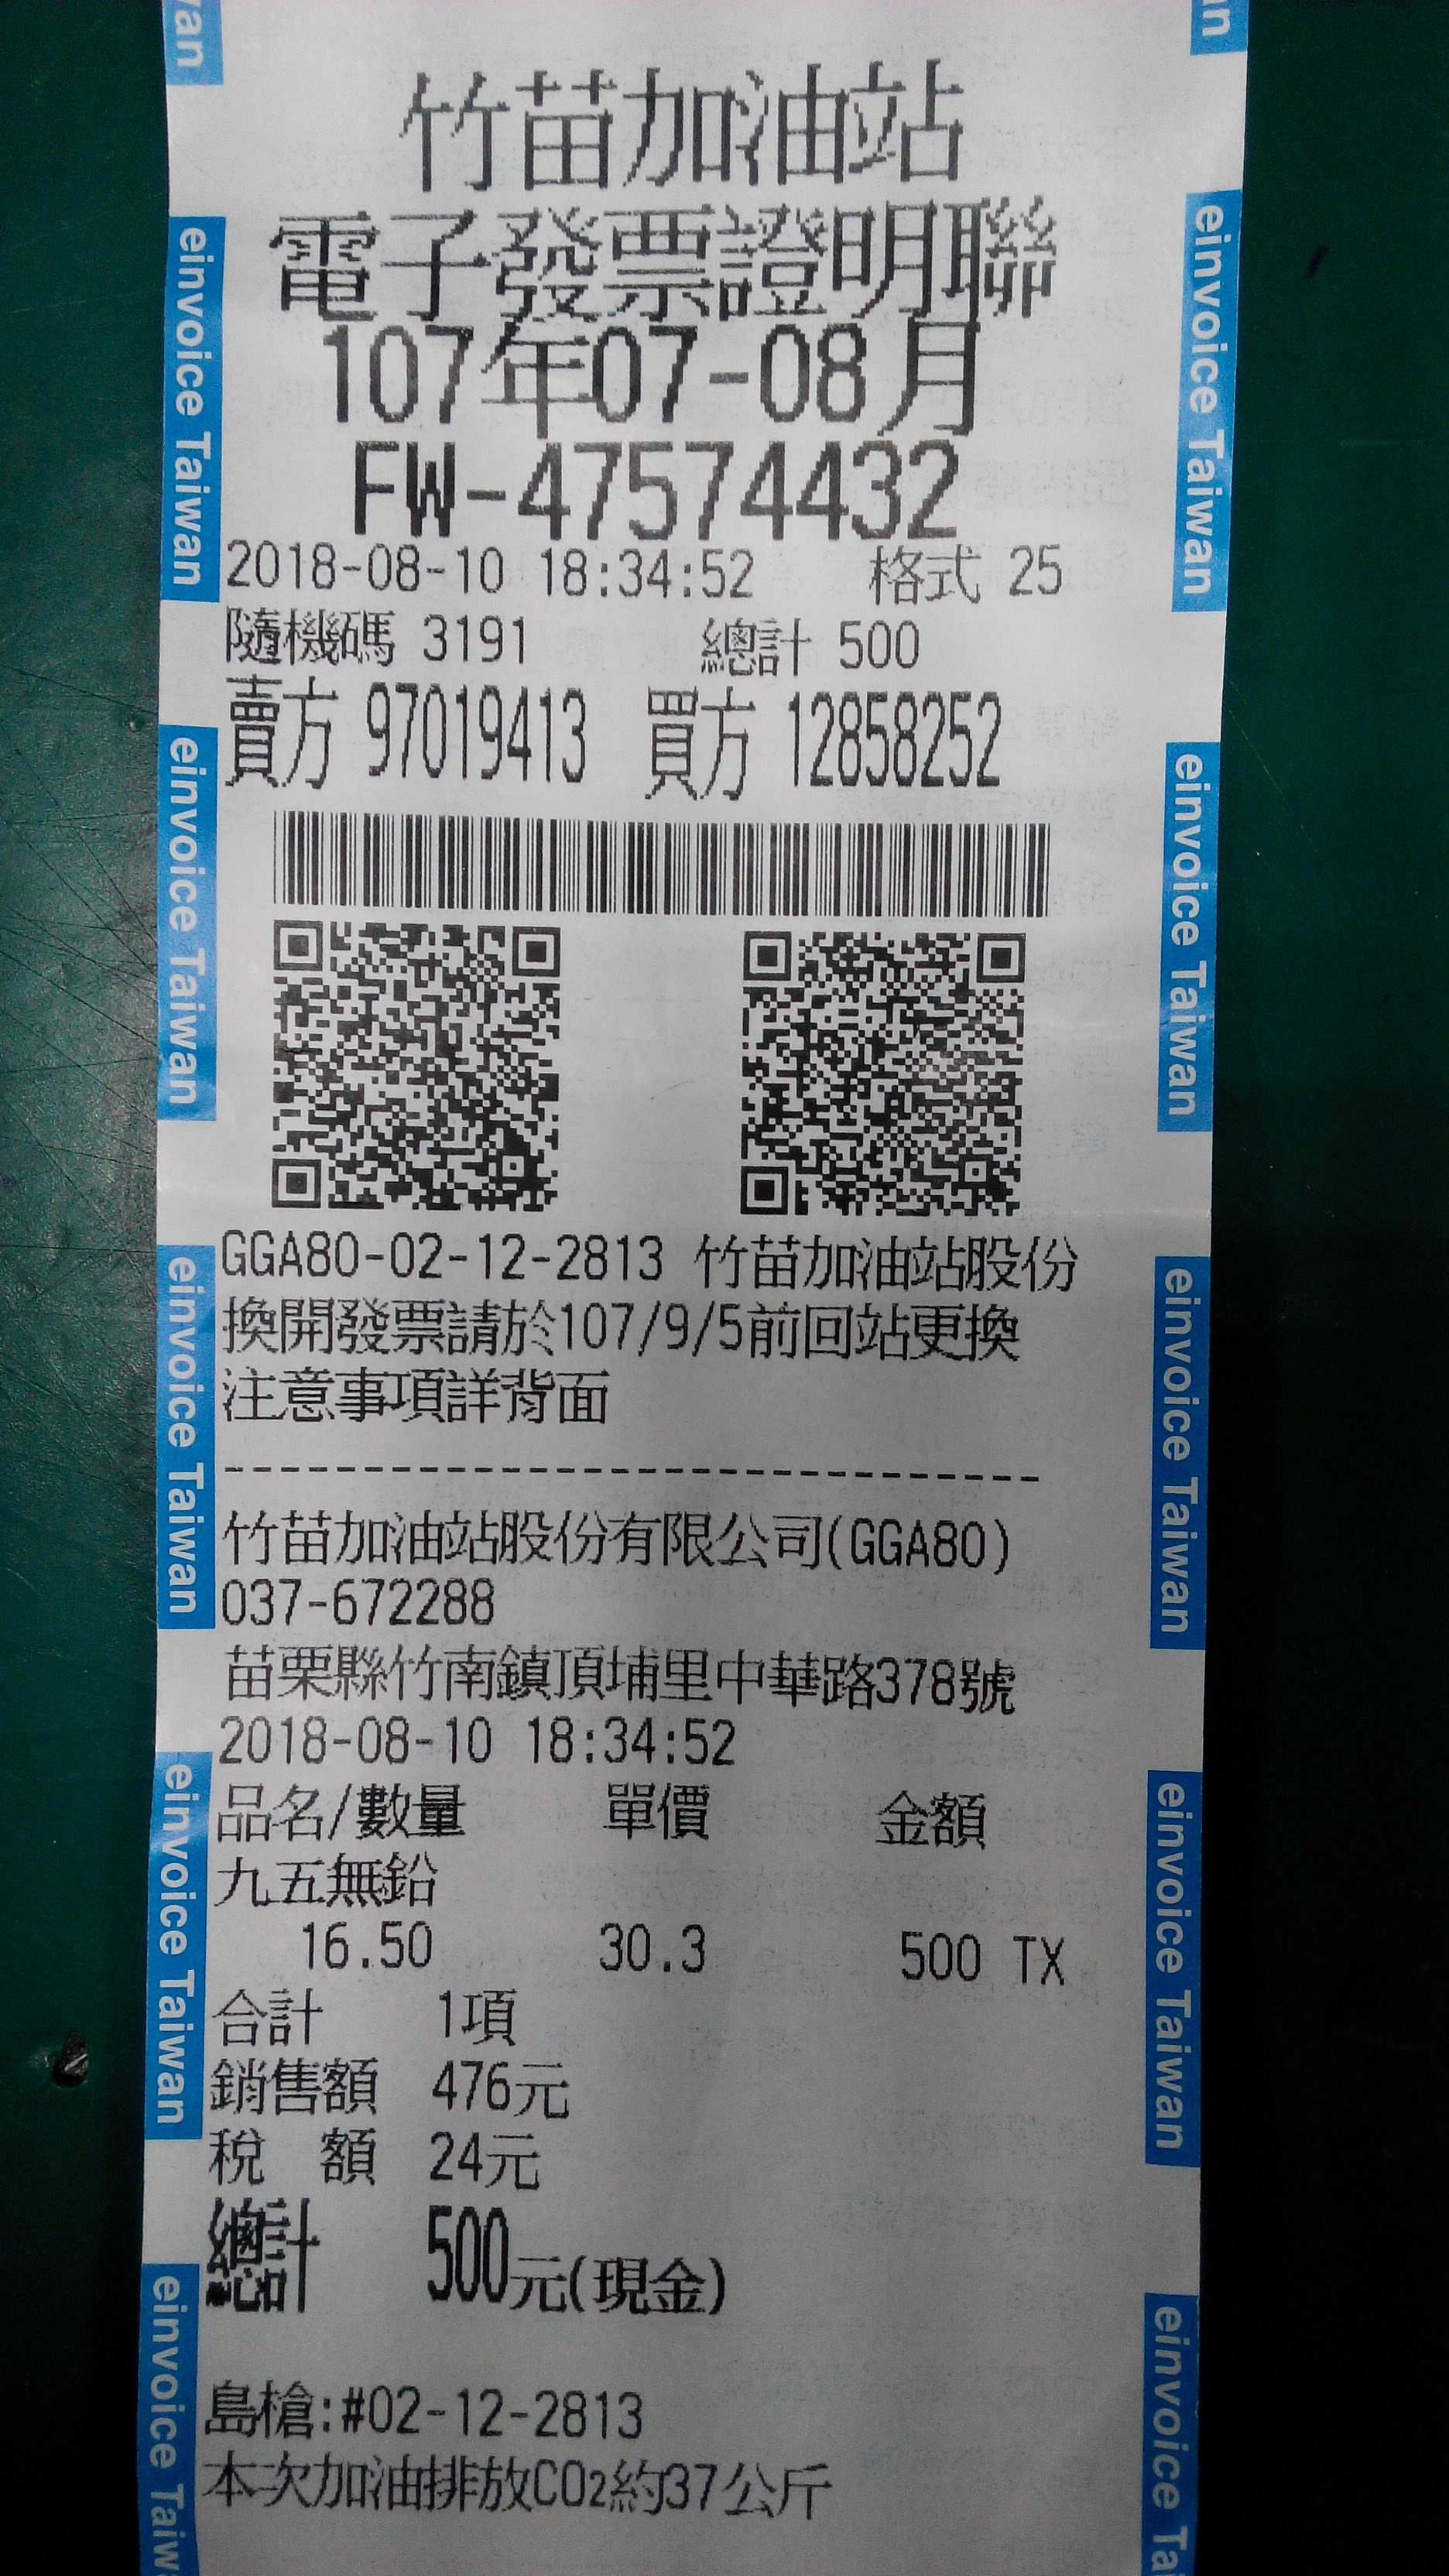 竹苗加油站
電子發票證明聯
107年07-08月
FW-47574432
2018-08-10 18:34:52 格式 25
隨機碼 3191 總計 500
賣方 97019413 買方 12858252
GGA80-02-12-2813 竹苗加油站股份
換開發票請於107/9/5前回站更換
注意事項詳背面
------------------------------
竹苗加油站股份有限公司(GGA80)
037-672288
苗栗縣竹南鎮頂埔里中華路378號
2018-08-10 18:34:52
品名/數量 單價 金額
九五無鉛
16.50 30.3 500 TX
合計 1項
銷售額 476元
稅 額 24元
總計 500元(現金)
島槍:#02-12-2813
本次加油排放CO2約37公斤
van
einvoice Taiwan
einvoice Taiwan
einvoice Taiwan
einvoice Taiwan
einvoice Taiw
an
einvoice Taiwan
einvoice Taiwan
einvoice Taiwan
einvoice Taiwan
einvoice Ta